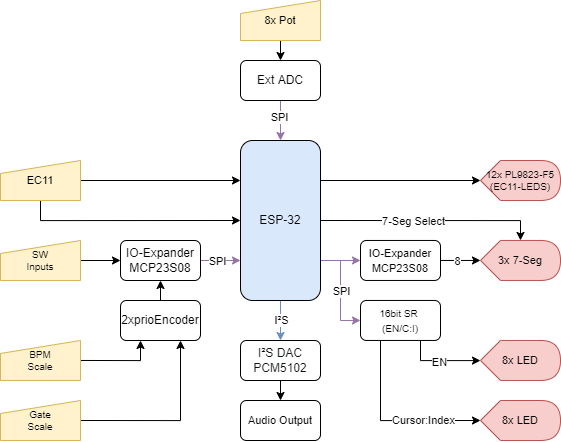 8x Pot
Ext ADC
SPI
EC11
ESP-32
12x PL9823-F5
(EC11-LEDS)
7-Seg Select
SW
Inputs
IO-Expander
MCP23S08
SPI
IO-Expander
MCP23S08
8
3x 7-Seg
SPI
2xprioEncoder
I²S
16bit SR
(EN/C:I)
BPM
Scale
I²S DAC
PCM5102
EN
8x LED
Gate
Scale
Audio Output
Cursor:Index
8x LED